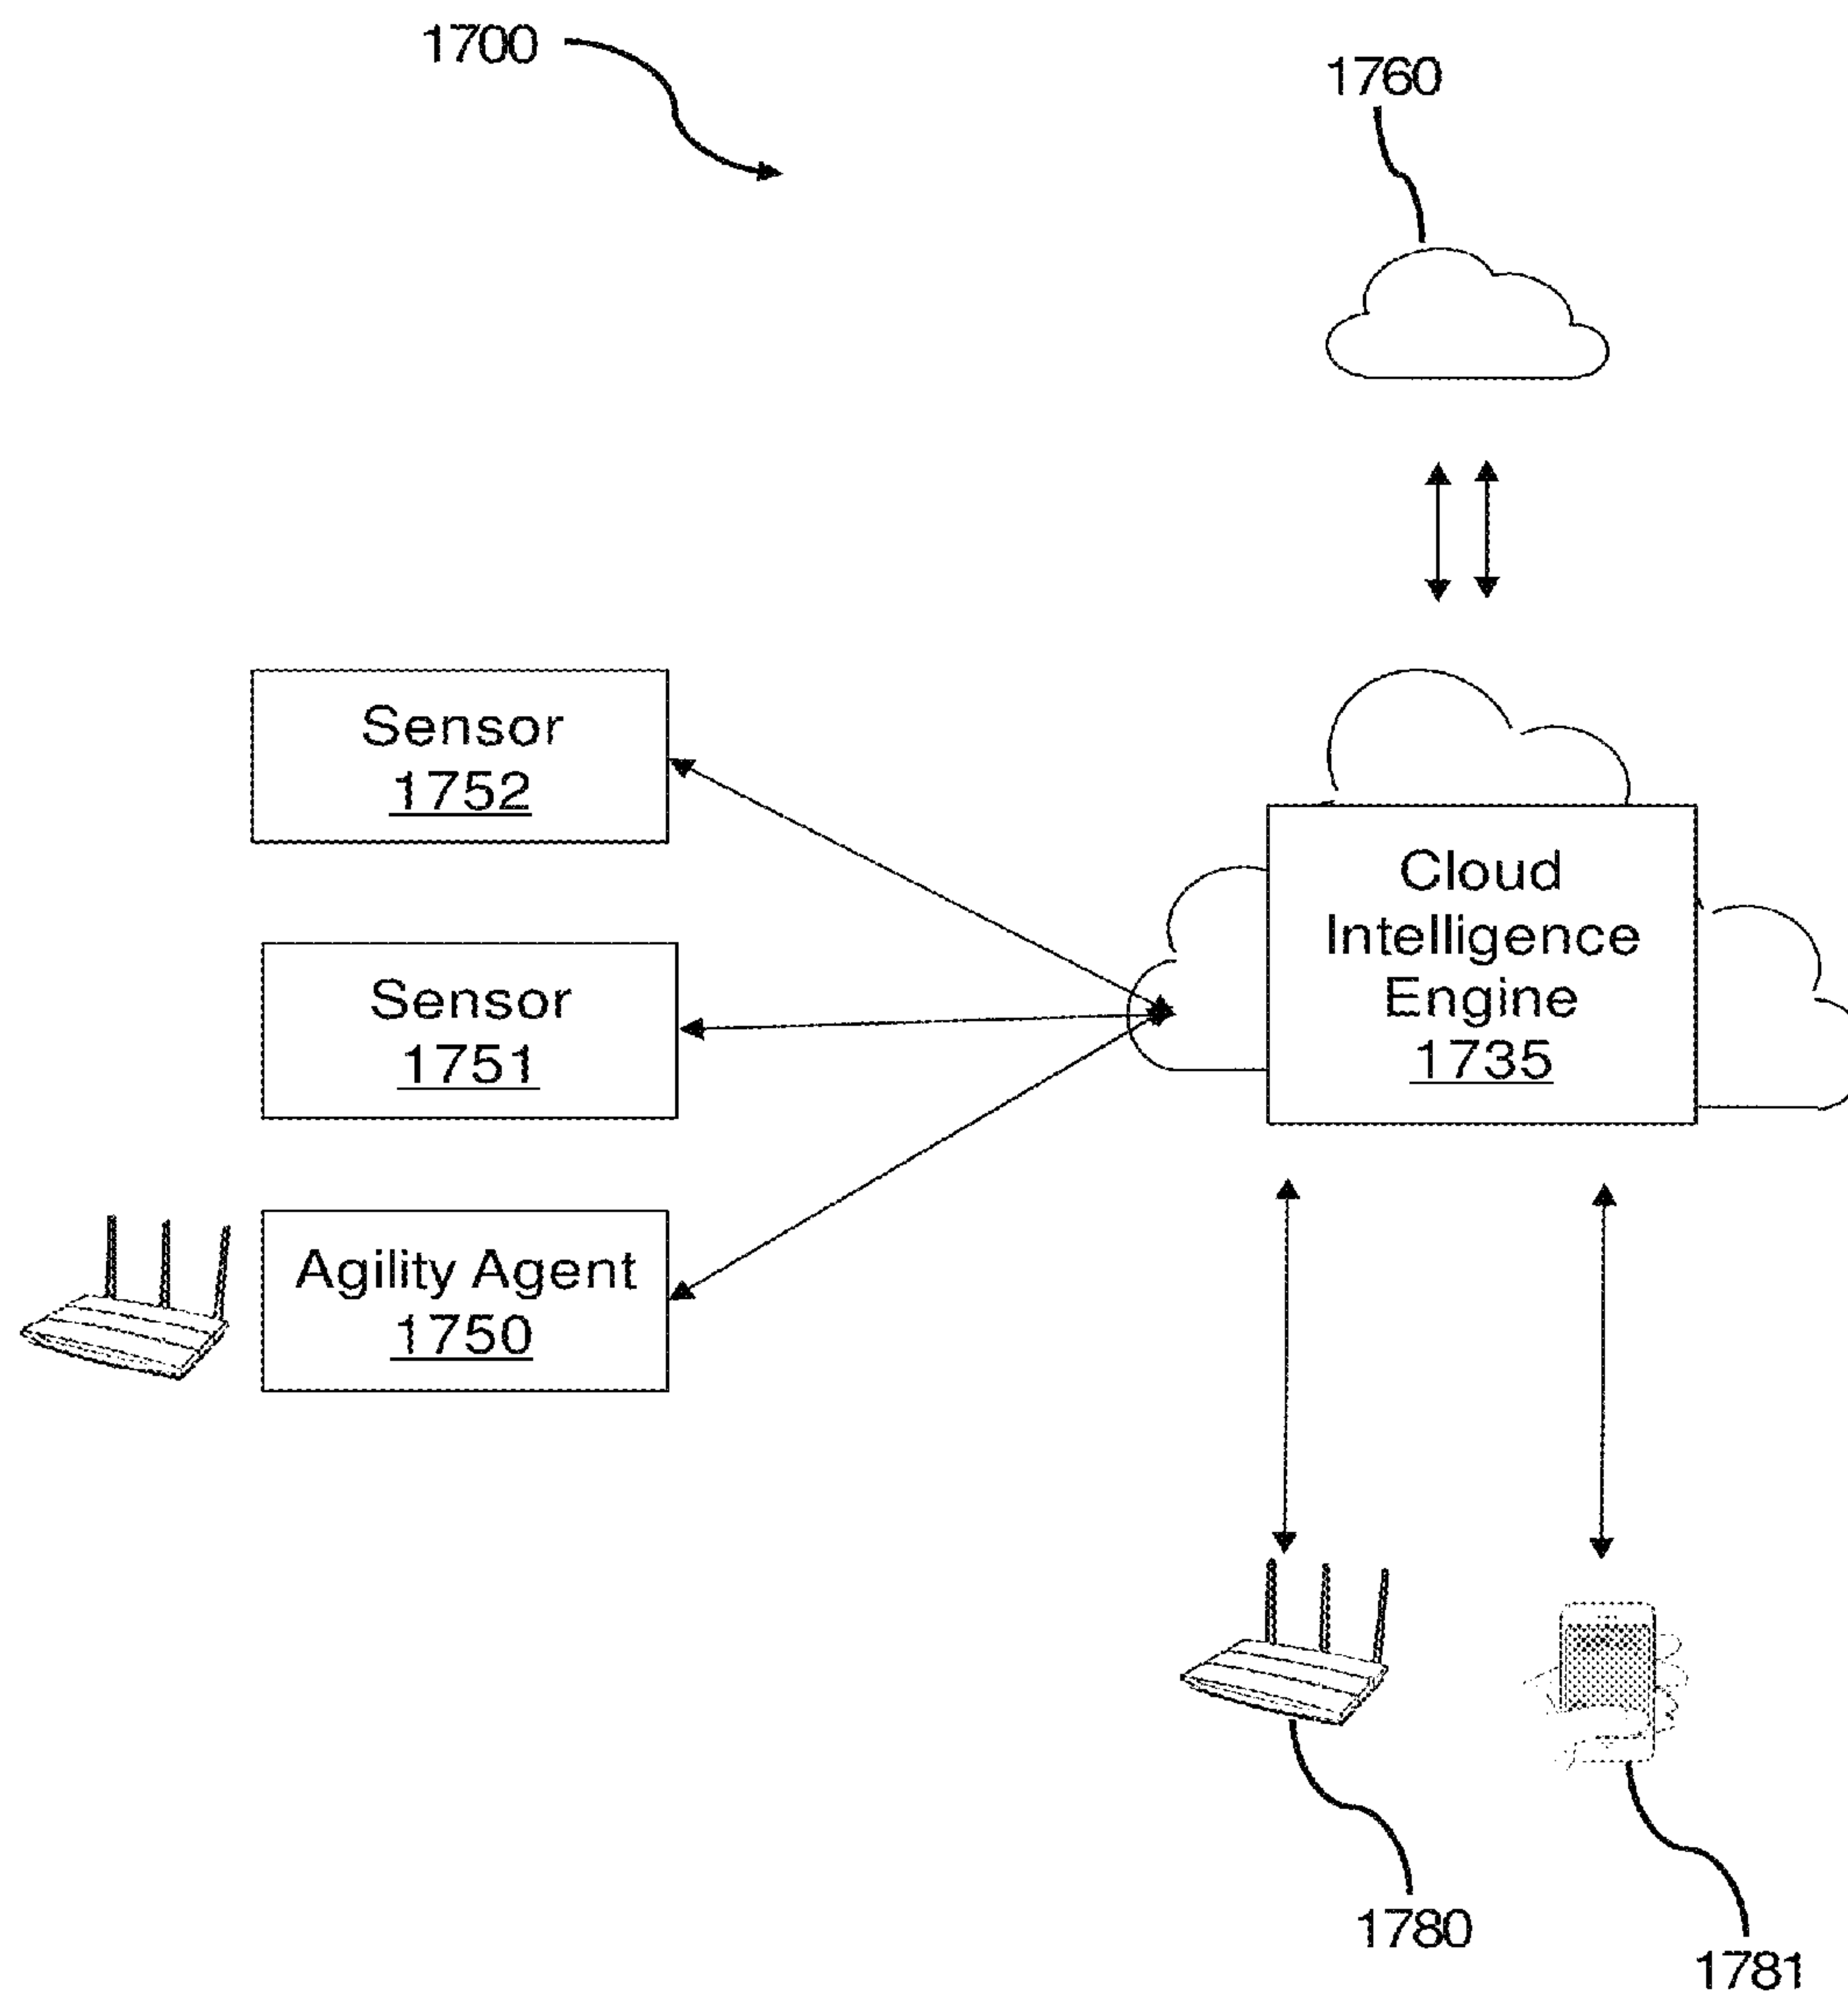 1700
1760
Sensor
1752
Cloud
Intelligence
Engine
1735
Sensor
1751
Agility Agent
1750
1780
1781